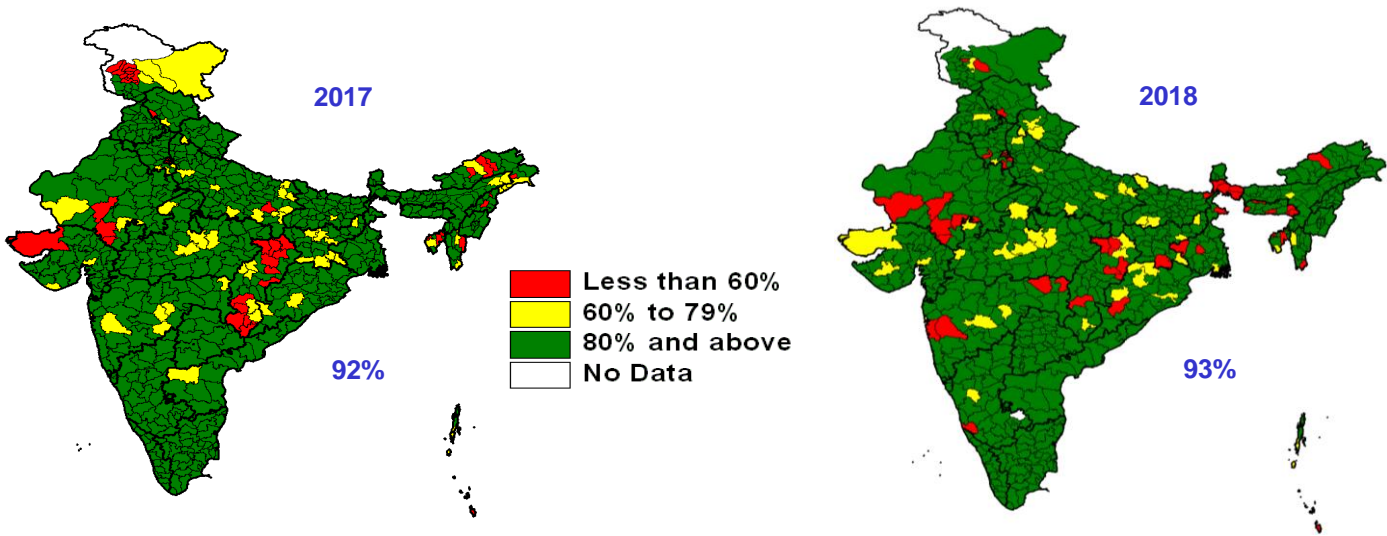 2017
2018
Less than 60%
60% to 79%
80% and above
No Data
92%
93%